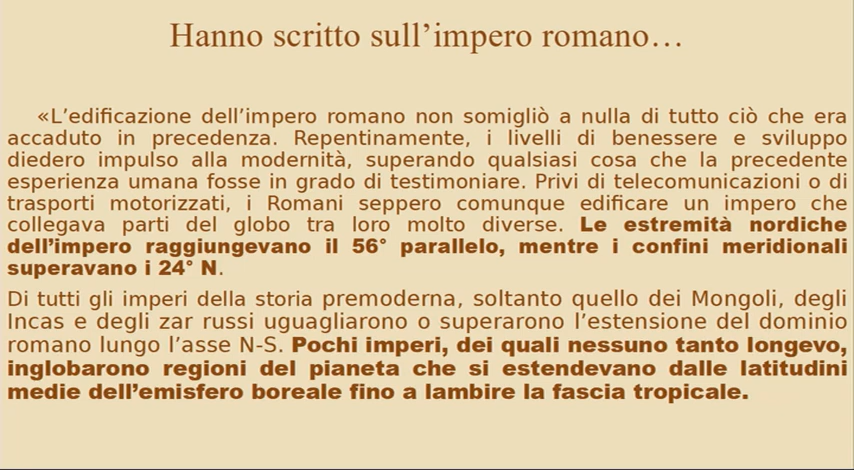 Hanno scritto sull’impero romano…
«L’edificazione dell’impero romano non somigliò a nulla di tutto ciò che era
accaduto in precedenza. Repentinamente, i livelli di benessere e sviluppo
diedero impulso alla modernità, superando qualsiasi cosa che la precedente
esperienza umana fosse in grado di testimoniare. Privi di telecomunicazioni o di
trasporti motorizzati, i Romani seppero comunque edificare un impero che
collegava parti del globo tra loro molto diverse. Le estremità nordiche
dell’impero raggiungevano il 56° parallelo, mentre i confini meridionali
superavano i 24° N.
Di tutti gli imperi della storia premoderna, soltanto quello dei Mongoli, degli
Incas e degli zar russi uguagliarono o superarono l’estensione del dominio
romano lungo l’asse N-S. Pochi imperi, dei quali nessuno tanto longevo,
inglobarono regioni del pianeta che si estendevano dalle latitudini
medie dell’emisfero boreale fino a lambire la fascia tropicale.